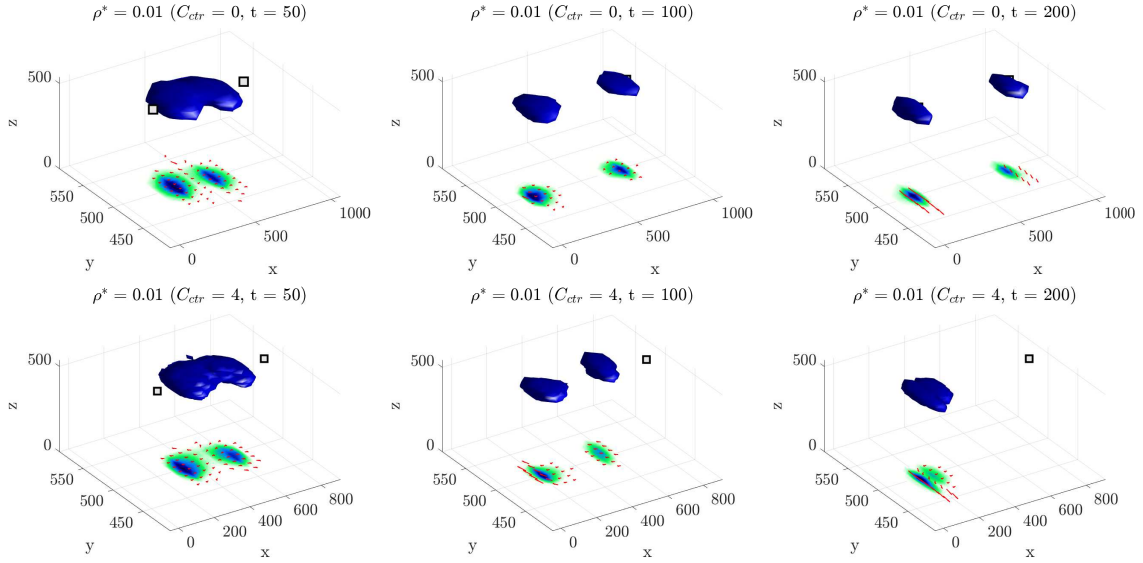 ρ* = 0.01 (C_ctr = 0, t = 50)
ρ* = 0.01 (C_ctr = 0, t = 100)
ρ* = 0.01 (C_ctr = 0, t = 200)
500
0
z
550
500
450
y
0
500
1000
x
500
0
z
550
500
450
y
0
500
1000
x
500
0
z
550
500
450
y
0
500
1000
x
ρ* = 0.01 (C_ctr = 4, t = 50)
ρ* = 0.01 (C_ctr = 4, t = 100)
ρ* = 0.01 (C_ctr = 4, t = 200)
500
0
z
550
500
450
y
0
200
400
600
800
x
500
0
z
550
500
450
y
0
200
400
600
800
x
500
0
z
550
500
450
y
0
200
400
600
800
x